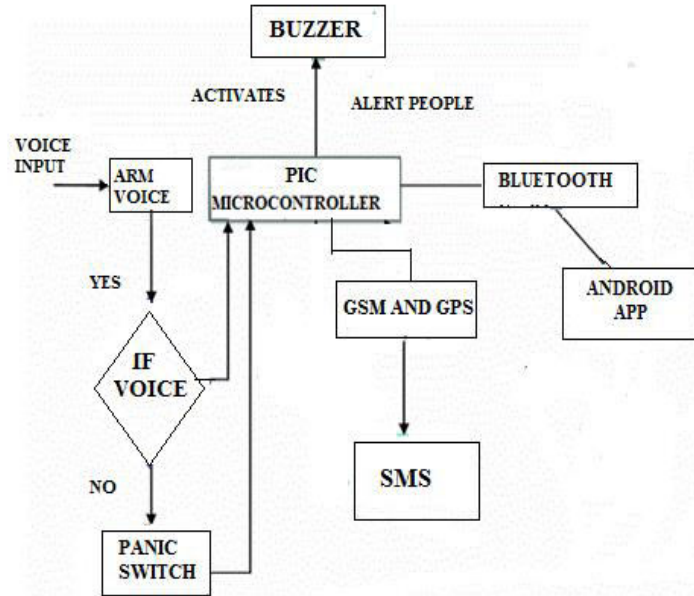 BUZZER
ACTIVATES
ALERT PEOPLE
VOICE
INPUT
ARM
VOICE
PIC
MICROCONTROLLER
BLUETOOTH
YES
GSM AND GPS
ANDROID
APP
IF
VOICE
NO
SMS
PANIC
SWITCH